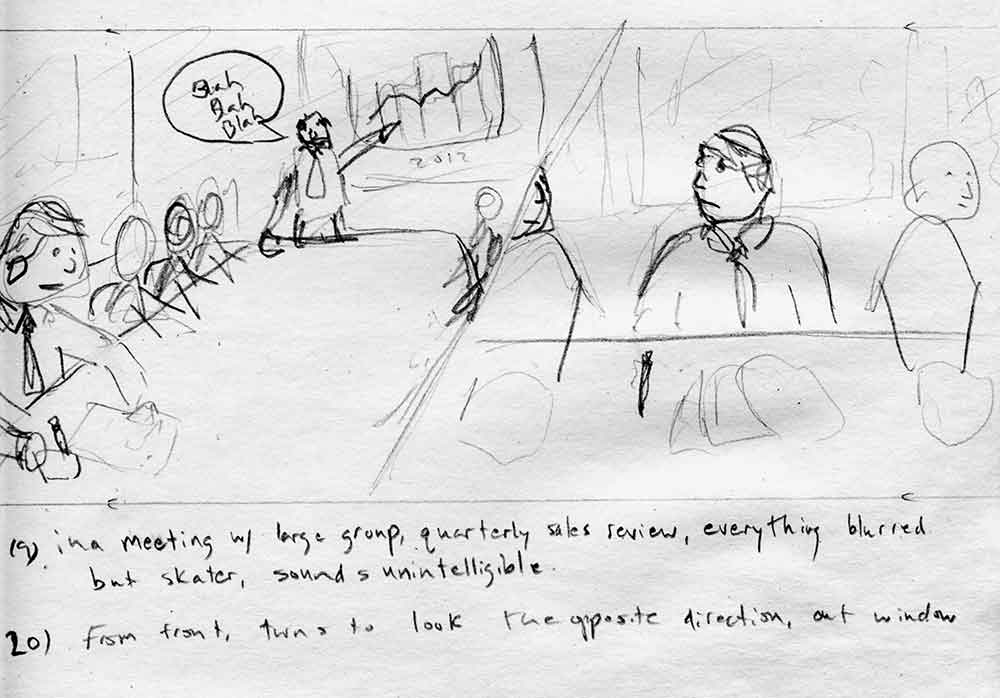 Blah
Blah
Blah
2012
19) in a meeting w/ large group, quarterly sales review, everything blurred
but skater, sounds unintelligible.
20) From front, turns to look the opposite direction, out window